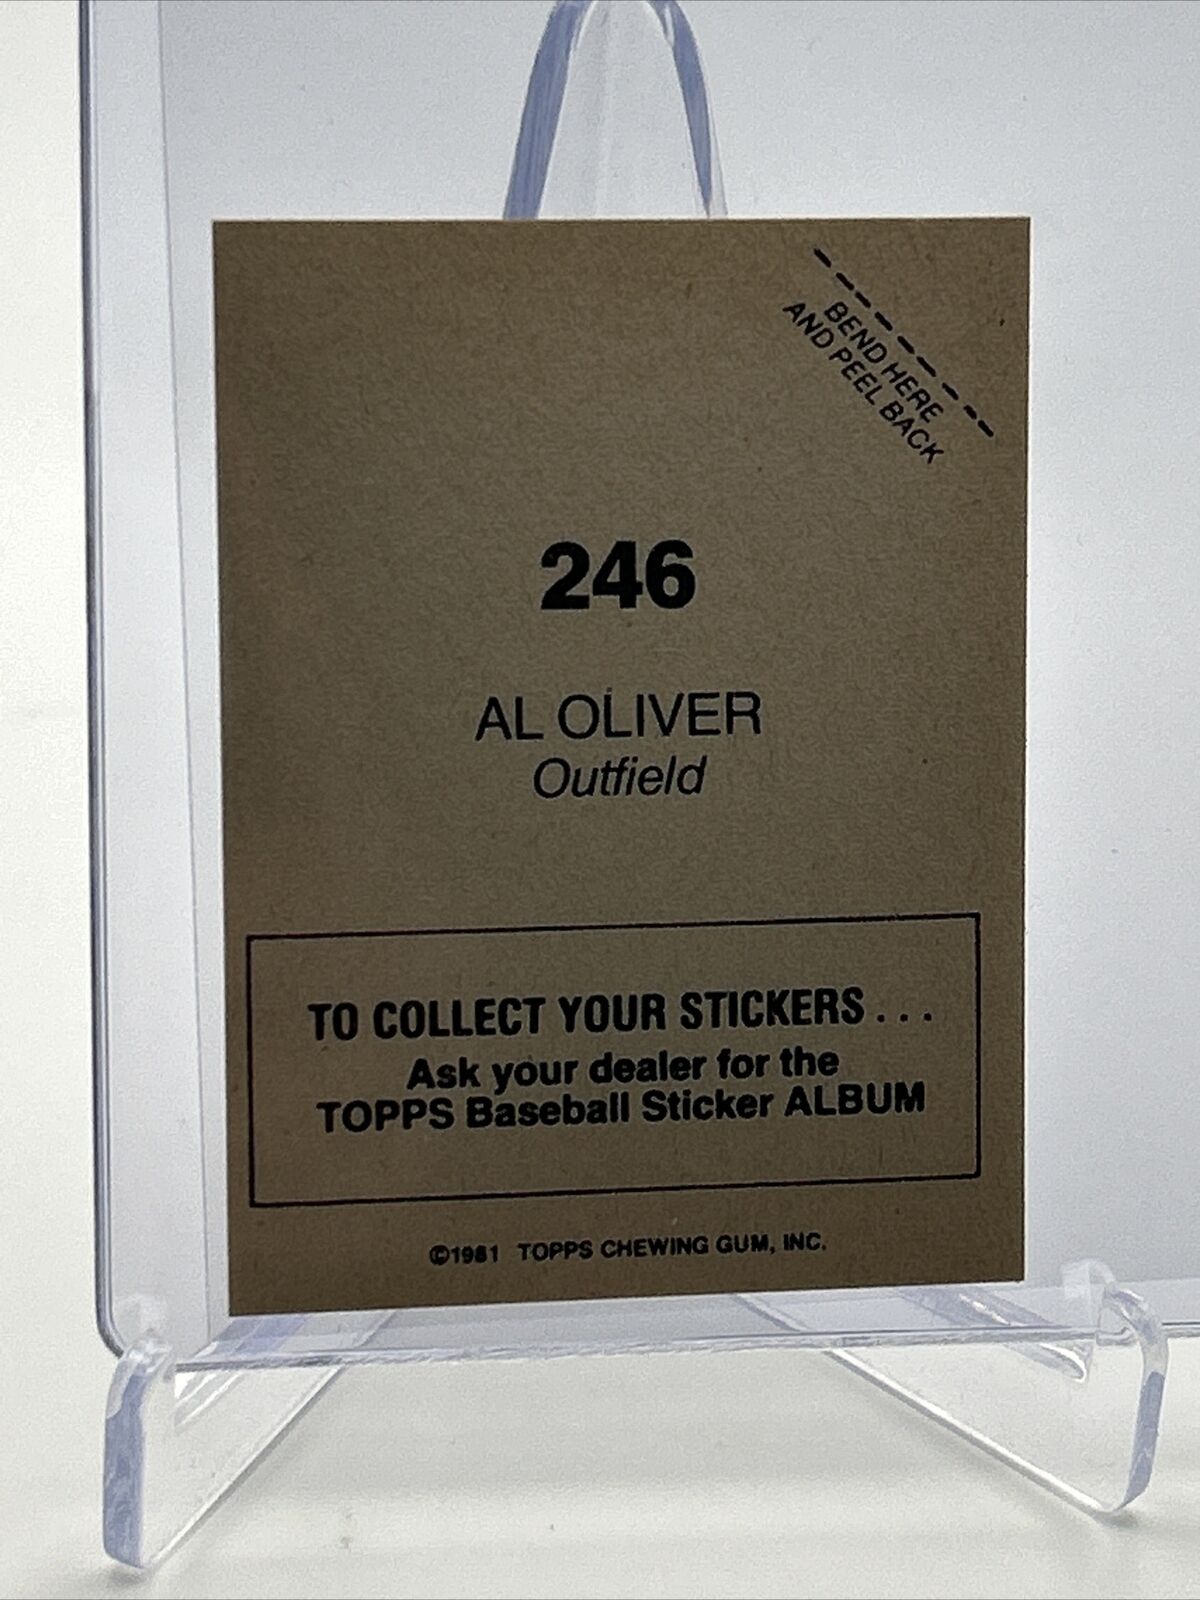 BEND HERE
AND PEEL BACK
246
AL OLIVER
Outfield
TO COLLECT YOUR STICKERS . . .
Ask your dealer for the
TOPPS Baseball Sticker ALBUM
©1981 TOPPS CHEWING GUM, INC.